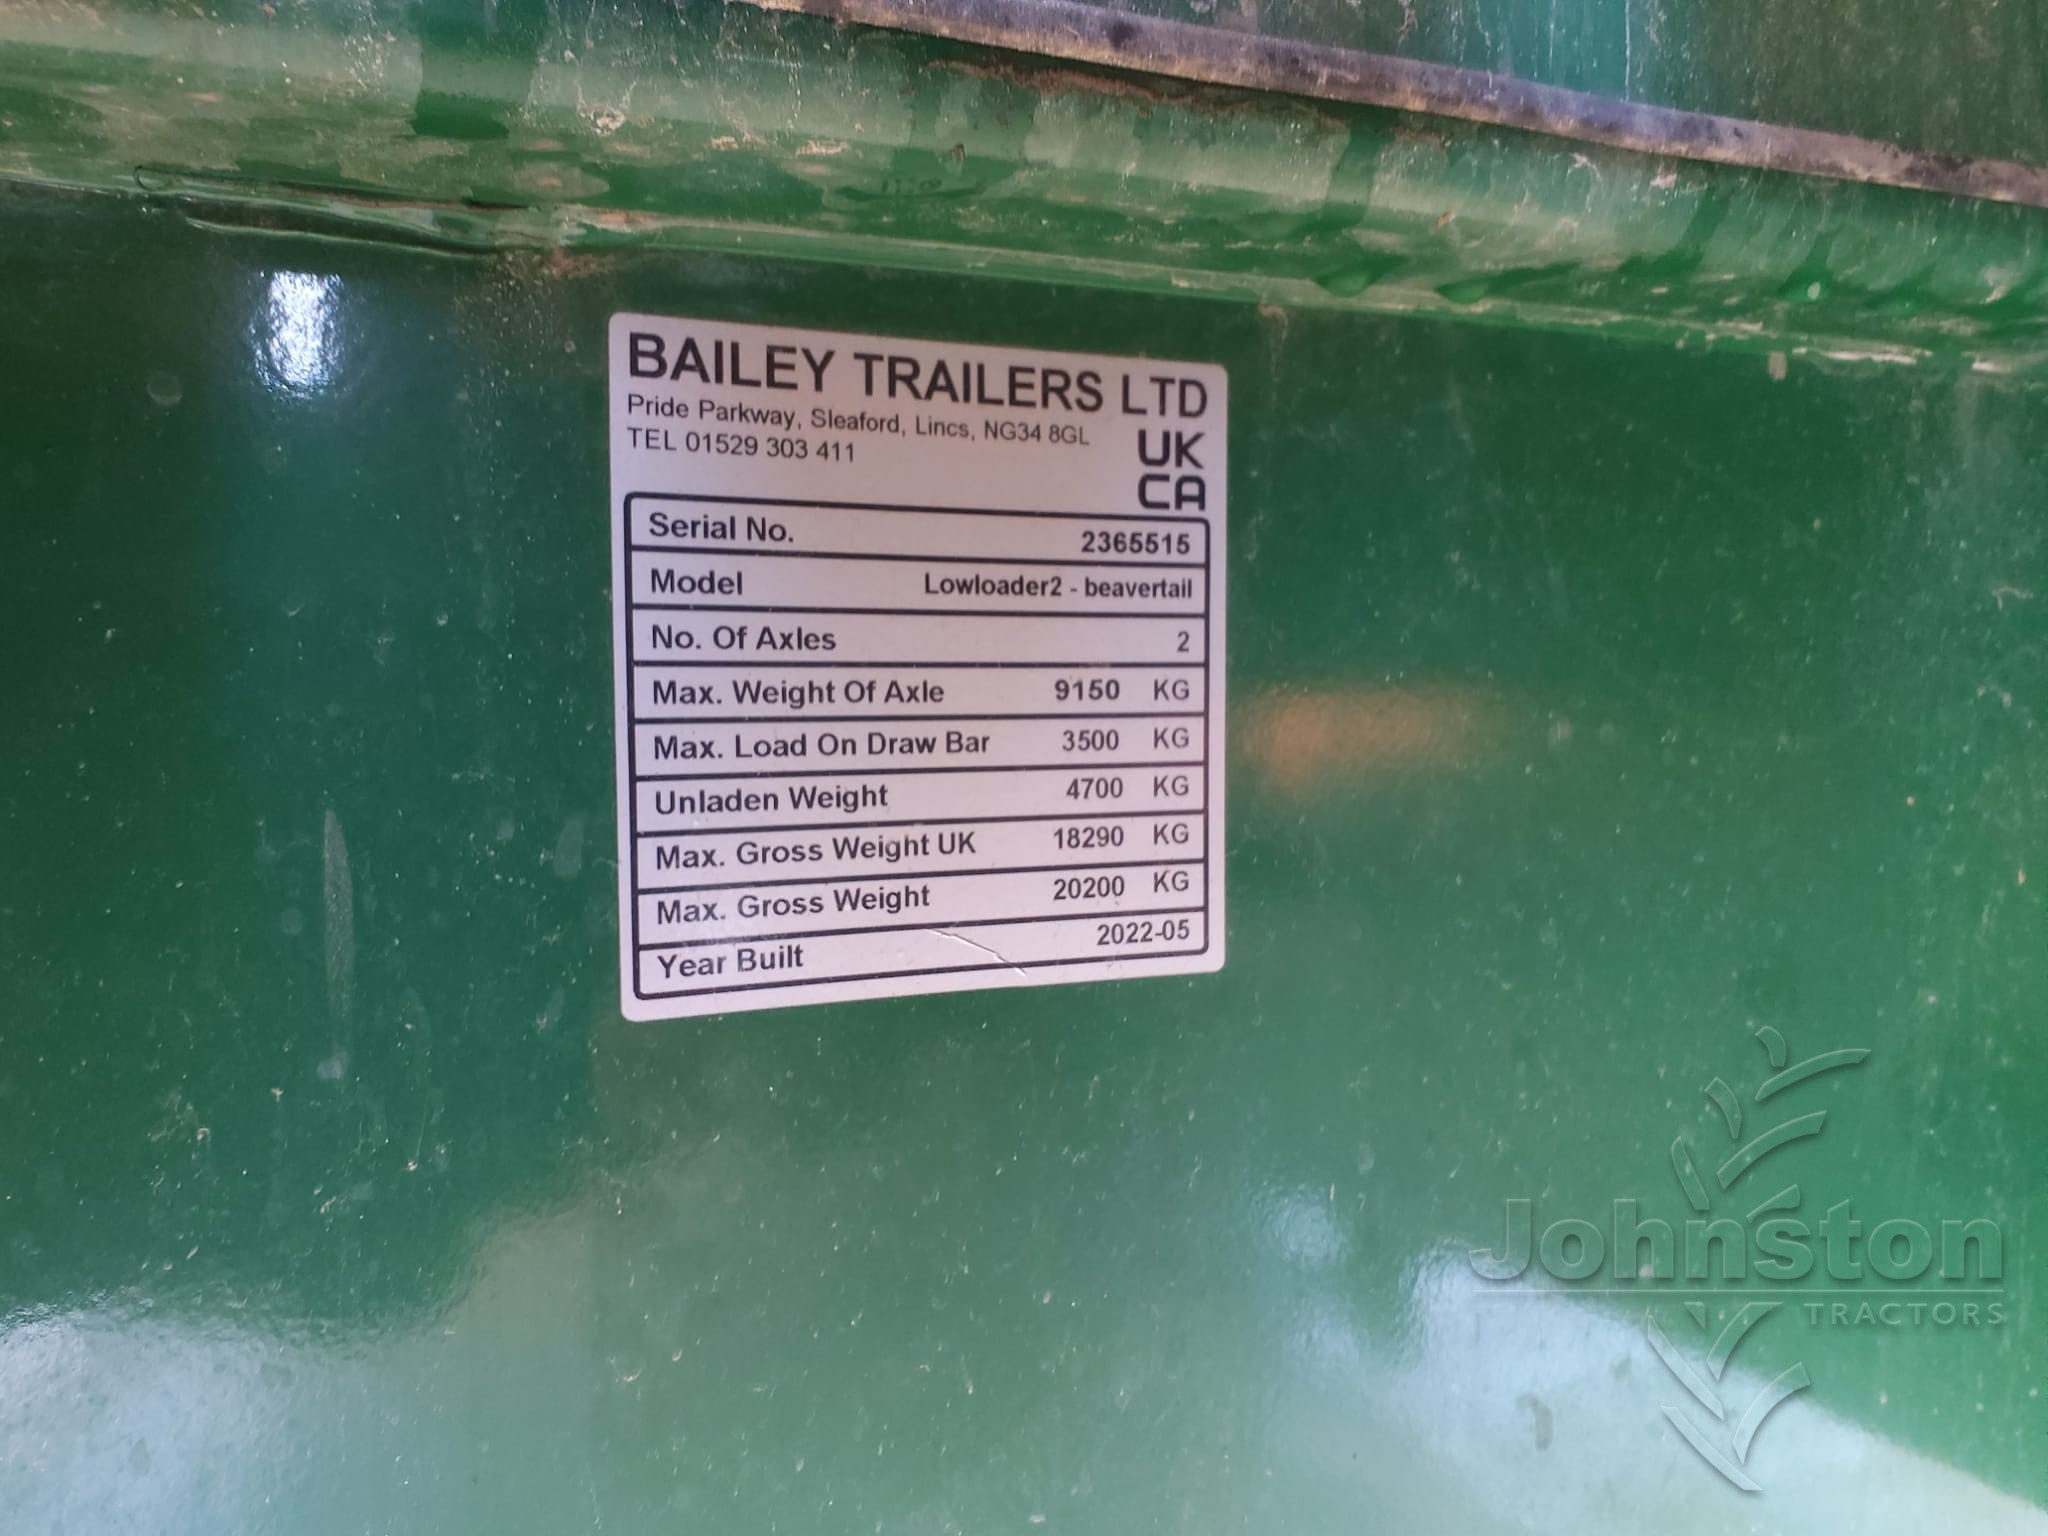 BAILEY TRAILERS LTD
Pride Parkway, Sleaford, Lincs, NG34 8GL
TEL 01529 303 411
UK
CA
Serial No. 2365515
Model Lowloader2 - beavertail
No. Of Axles 2
Max. Weight Of Axle 9150 KG
Max. Load On Draw Bar 3500 KG
Unladen Weight 4700 KG
Max. Gross Weight UK 18290 KG
Max. Gross Weight 20200 KG
Year Built 2022-05
Johnston
TRACTORS